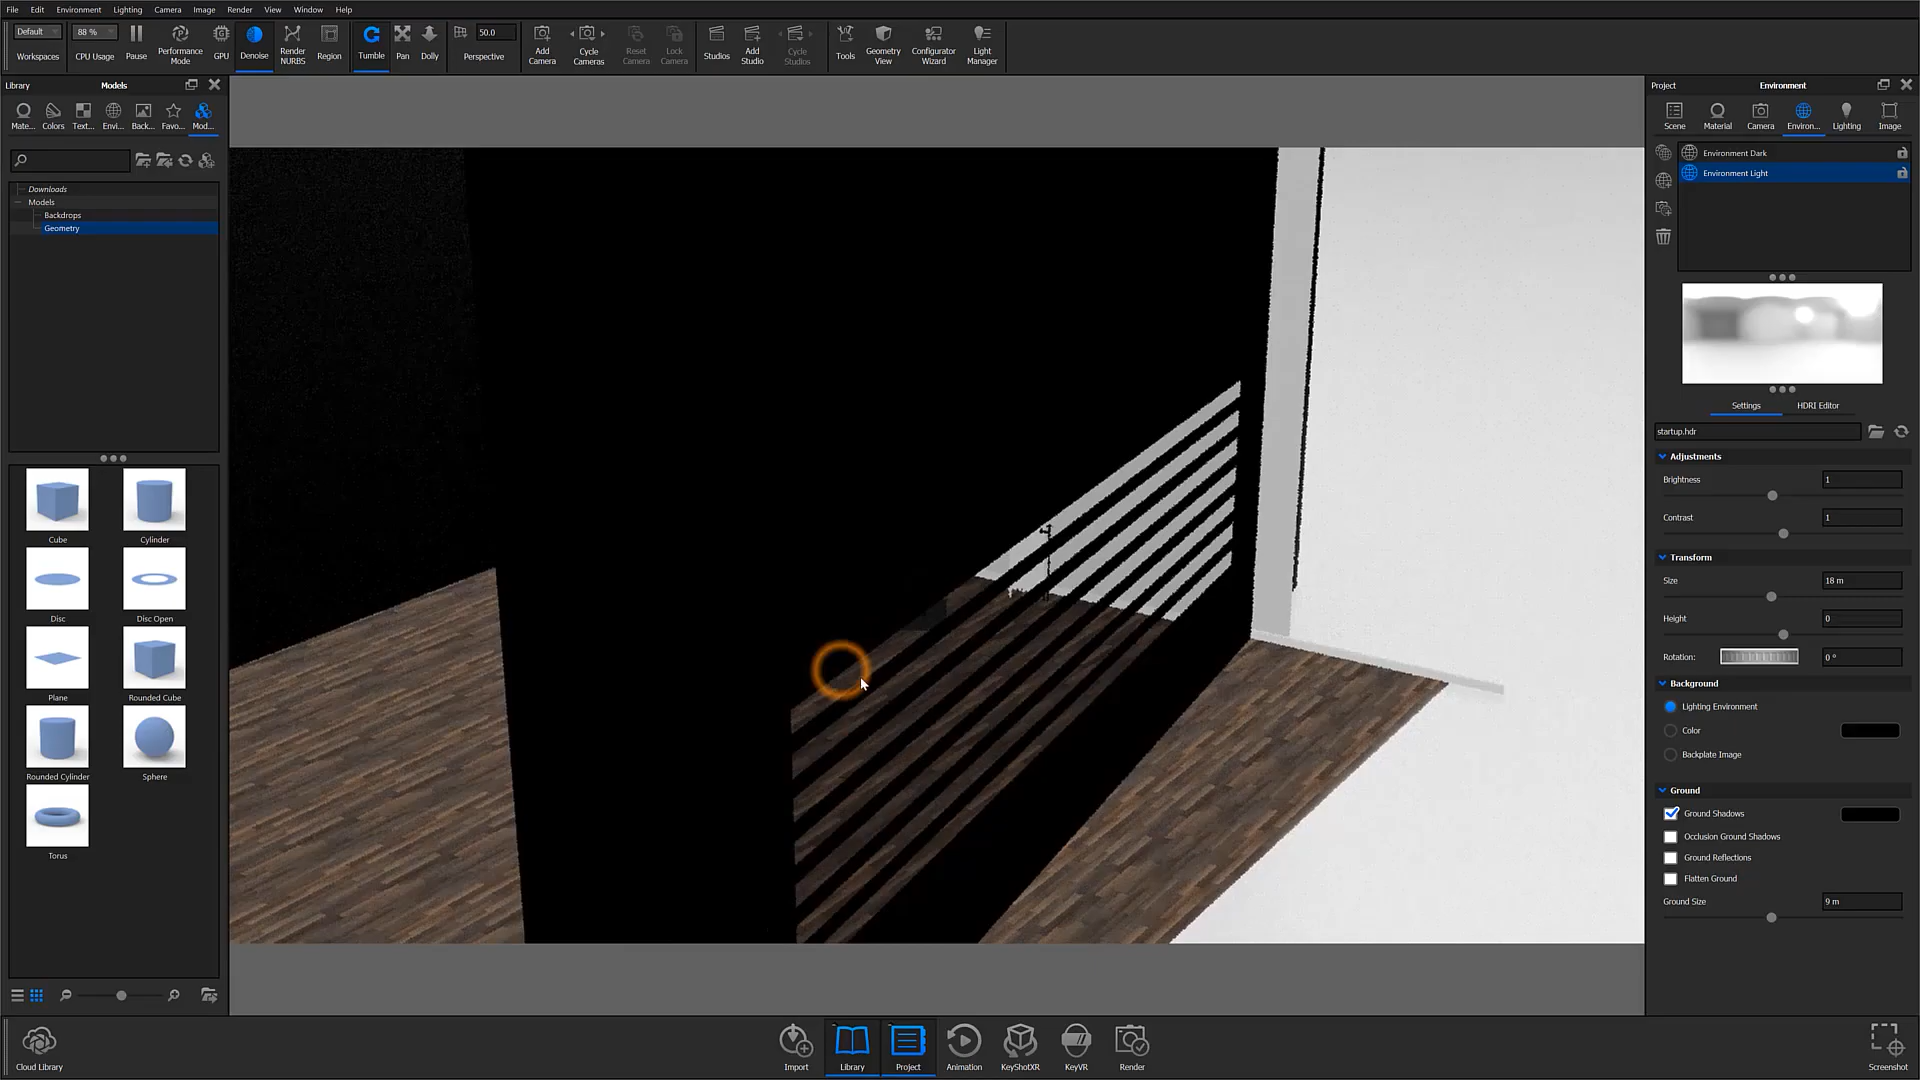 File Edit Environment Lighting Camera Image Render View Window Help
Default 88 % 50.0
Workspaces CPU Usage Pause Performance Mode GPU Denoise Render NURBS Region Tumble Pan Dolly Perspective Add Camera Cycle Cameras Reset Camera Lock Camera Studios Add Studio Cycle Studios Tools Geometry View Configurator Wizard Light Manager
Library Models
Mate... Colors Text... Envi... Back... Favo... Mod...
Downloads
Models
Backdrops
Geometry
Cube Cylinder
Disc Disc Open
Plane Rounded Cube
Rounded Cylinder Sphere
Torus
Project Environment
Scene Material Camera Environ... Lighting Image
Environment Dark
Environment Light
Settings HDRI Editor
startup.hdr
Adjustments
Brightness 1
Contrast 1
Transform
Size 18 m
Height 0
Rotation: 0 °
Background
Lighting Environment
Color
Backplate Image
Ground
Ground Shadows
Occlusion Ground Shadows
Ground Reflections
Flatten Ground
Ground Size 9 m
Cloud Library Import Library Project Animation KeyShotXR KeyVR Render Screenshot